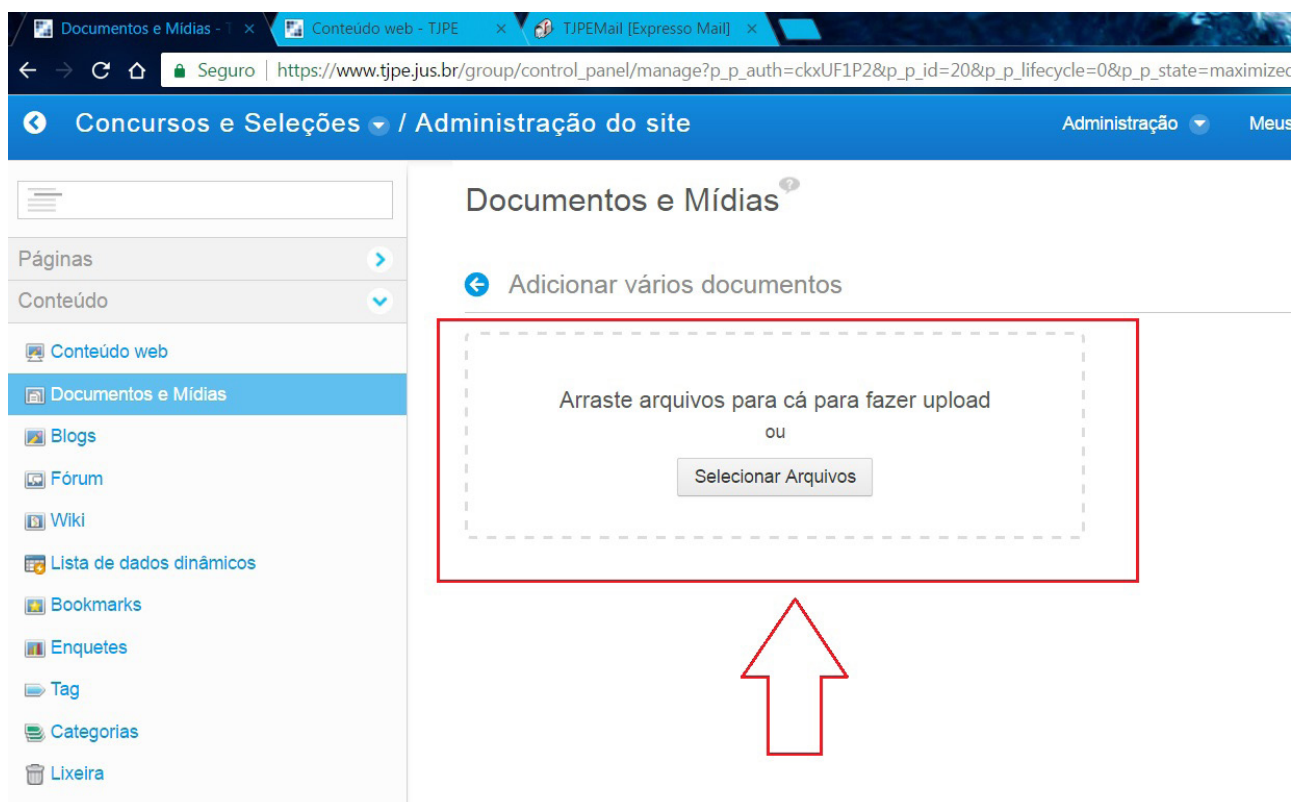 Documentos e Mídias - T
Conteúdo web - TJPE
TJPEMail [Expresso Mail]
Seguro
https://www.tjpe.jus.br/group/control_panel/manage?p_p_auth=ckxUF1P2&p_p_id=20&p_p_lifecycle=0&p_p_state=maximized
Concursos e Seleções / Administração do site
Administração
Meus
Páginas
Conteúdo
Conteúdo web
Documentos e Mídias
Blogs
Fórum
Wiki
Lista de dados dinâmicos
Bookmarks
Enquetes
Tag
Categorias
Lixeira
Documentos e Mídias
Adicionar vários documentos
Arraste arquivos para cá para fazer upload
ou
Selecionar Arquivos